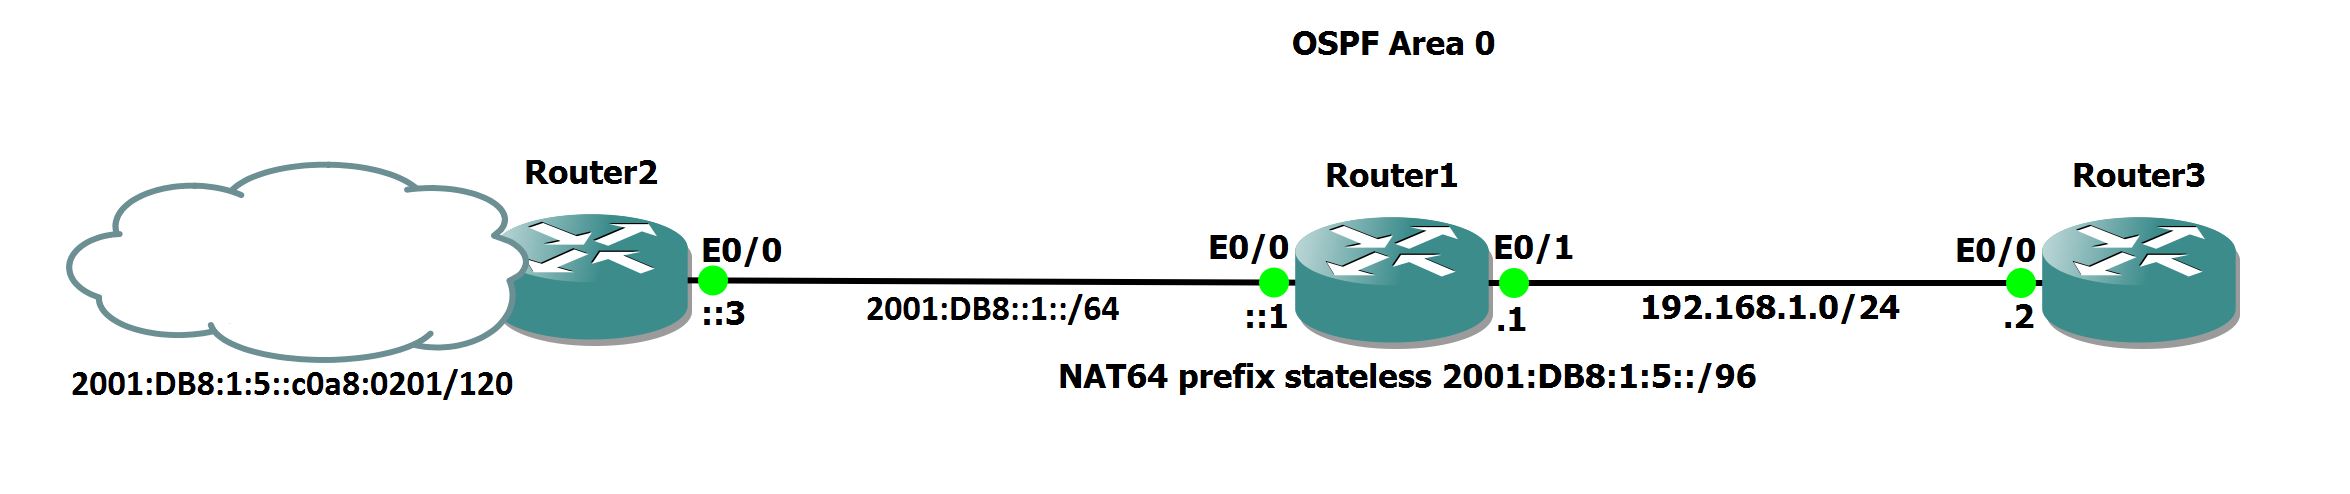 OSPF Area 0
Router2
Router1
Router3
E0/0
E0/0
E0/1
E0/0
::3
2001:DB8::1::/64
::1
.1
192.168.1.0/24
.2
2001:DB8:1:5::c0a8:0201/120
NAT64 prefix stateless 2001:DB8:1:5::/96